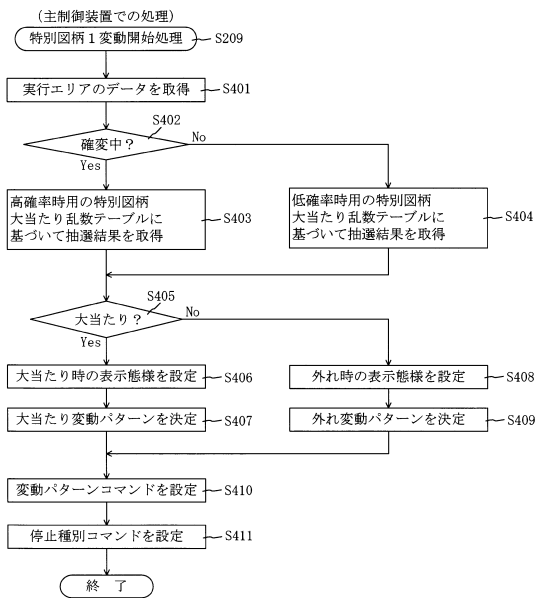 (主制御装置での処理)
特別図柄1変動開始処理
S209
実行エリアのデータを取得
S401
S402
確変中?
No
Yes
高確率時用の特別図柄
大当たり乱数テーブルに
基づいて抽選結果を取得
S403
低確率時用の特別図柄
大当たり乱数テーブルに
基づいて抽選結果を取得
S404
S405
大当たり?
No
Yes
大当たり時の表示態様を設定
S406
外れ時の表示態様を設定
S408
大当たり変動パターンを決定
S407
外れ変動パターンを決定
S409
変動パターンコマンドを設定
S410
停止種別コマンドを設定
S411
終 了